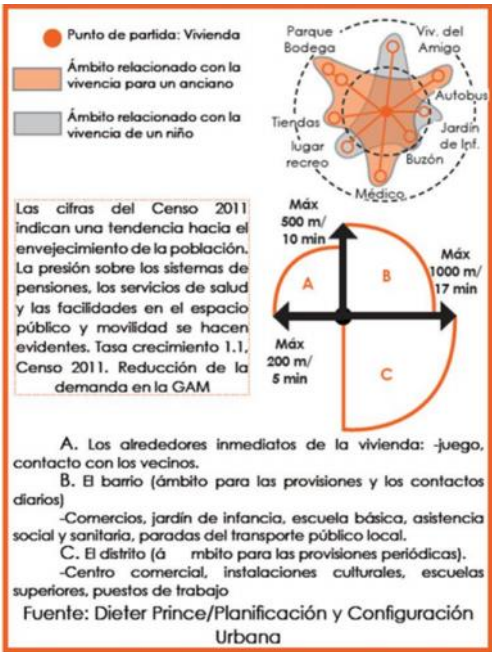 Punto de partida: Vivienda
Ámbito relacionado con la
vivencia para un anciano
Ámbito relacionado con la
vivencia de un niño
Parque
Bodega
Viv. del
Amigo
Autobus
Tiendas
Jardín
de Inf.
lugar
recreo
Buzón
Médico
Las cifras del Censo 2011
indican una tendencia hacia el
envejecimiento de la población.
La presión sobre los sistemas de
pensiones, los servicios de salud
y las facilidades en el espacio
público y movilidad se hacen
evidentes. Tasa crecimiento 1.1,
Censo 2011. Reducción de la
demanda en la GAM
Máx
500 m/
10 min
A
B
Máx
1000 m/
17 min
Máx
200 m/
5 min
C
A. Los alrededores inmediatos de la vivienda: -juego,
contacto con los vecinos.
B. El barrio (ámbito para las provisiones y los contactos
diarios)
-Comercios, jardín de infancia, escuela básica, asistencia
social y sanitaria, paradas del transporte público local.
C. El distrito (á mbito para las provisiones periódicas).
-Centro comercial, instalaciones culturales, escuelas
superiores, puestos de trabajo
Fuente: Dieter Prince/Planificación y Configuración
Urbana